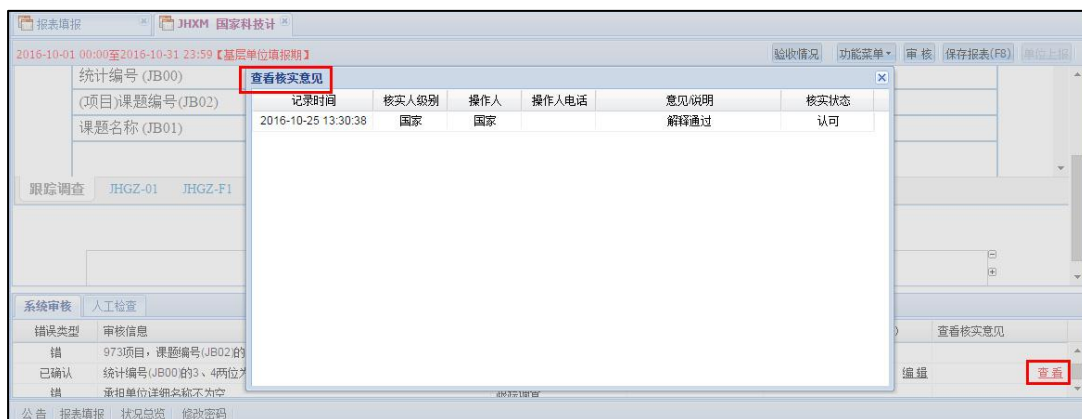 报表填报 JHXM 国家科技计
2016-10-01 00:00至2016-10-31 23:59【基层单位填报期】 验收情况 功能菜单 审核 保存报表(F8) 单位上报
统计编号 (JB00)
(项目)课题编号(JB02)
课题名称 (JB01)
查看核实意见
记录时间 核实人级别 操作人 操作人电话 意见/说明 核实状态
2016-10-25 13:30:38 国家 国家 解释通过 认可
跟踪调查 JHGZ-01 JHGZ-F1
系统审核 人工检查
错误类型 审核信息 查看核实意见
错 973项目，课题编号(JB02)的
已确认 统计编号(JB00)的3、4两位 编辑 查看
错 承担单位详细名称不为空 跟踪调查
公告 报表填报 状况总览 修改密码